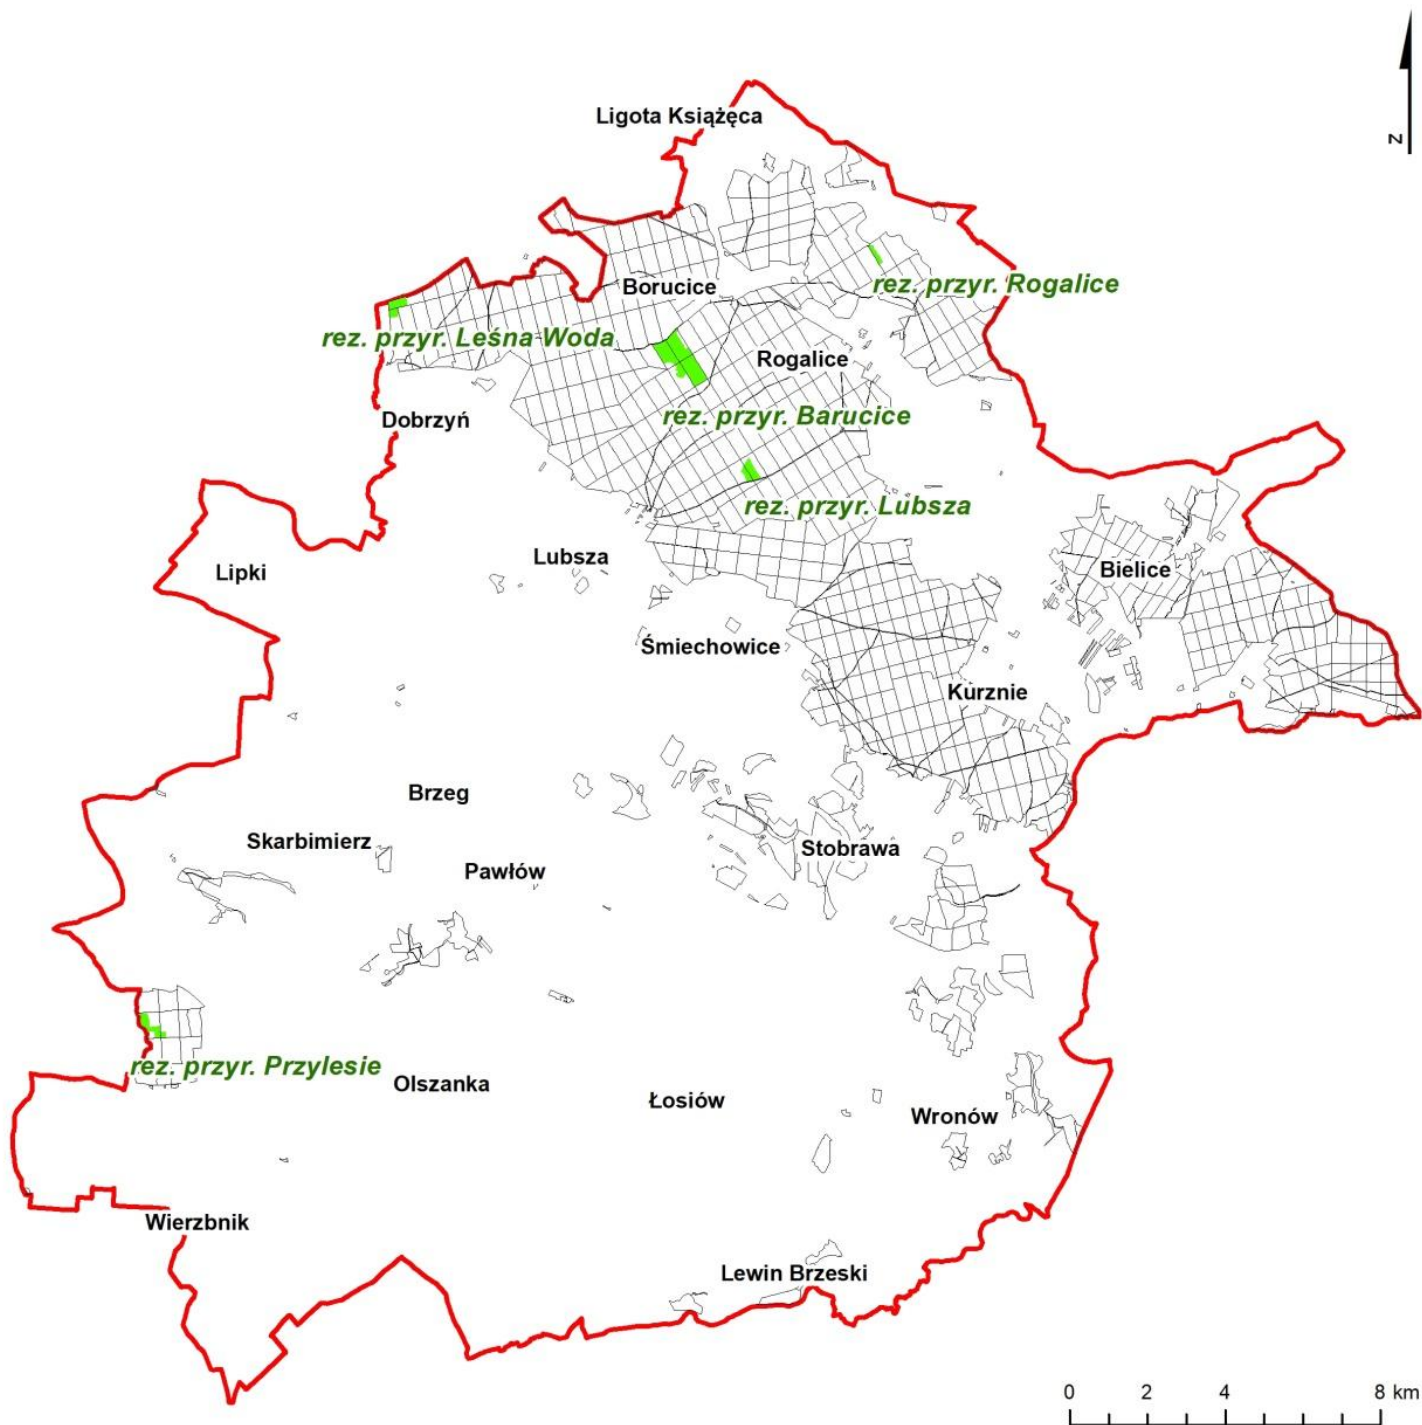 Ligota Książęca
N
Borucice
rez. przyr. Rogalice
rez. przyr. Leśna Woda
Rogalice
Dobrzyń
rez. przyr. Barucice
rez. przyr. Lubsza
Lubsza
Lipki
Bielice
Śmiechowice
Kurznie
Brzeg
Skarbimierz
Stobrawa
Pawłów
rez. przyr. Przylesie
Olszanka
Łosiów
Wronów
Wierzbnik
Lewin Brzeski
0 2 4 8 km